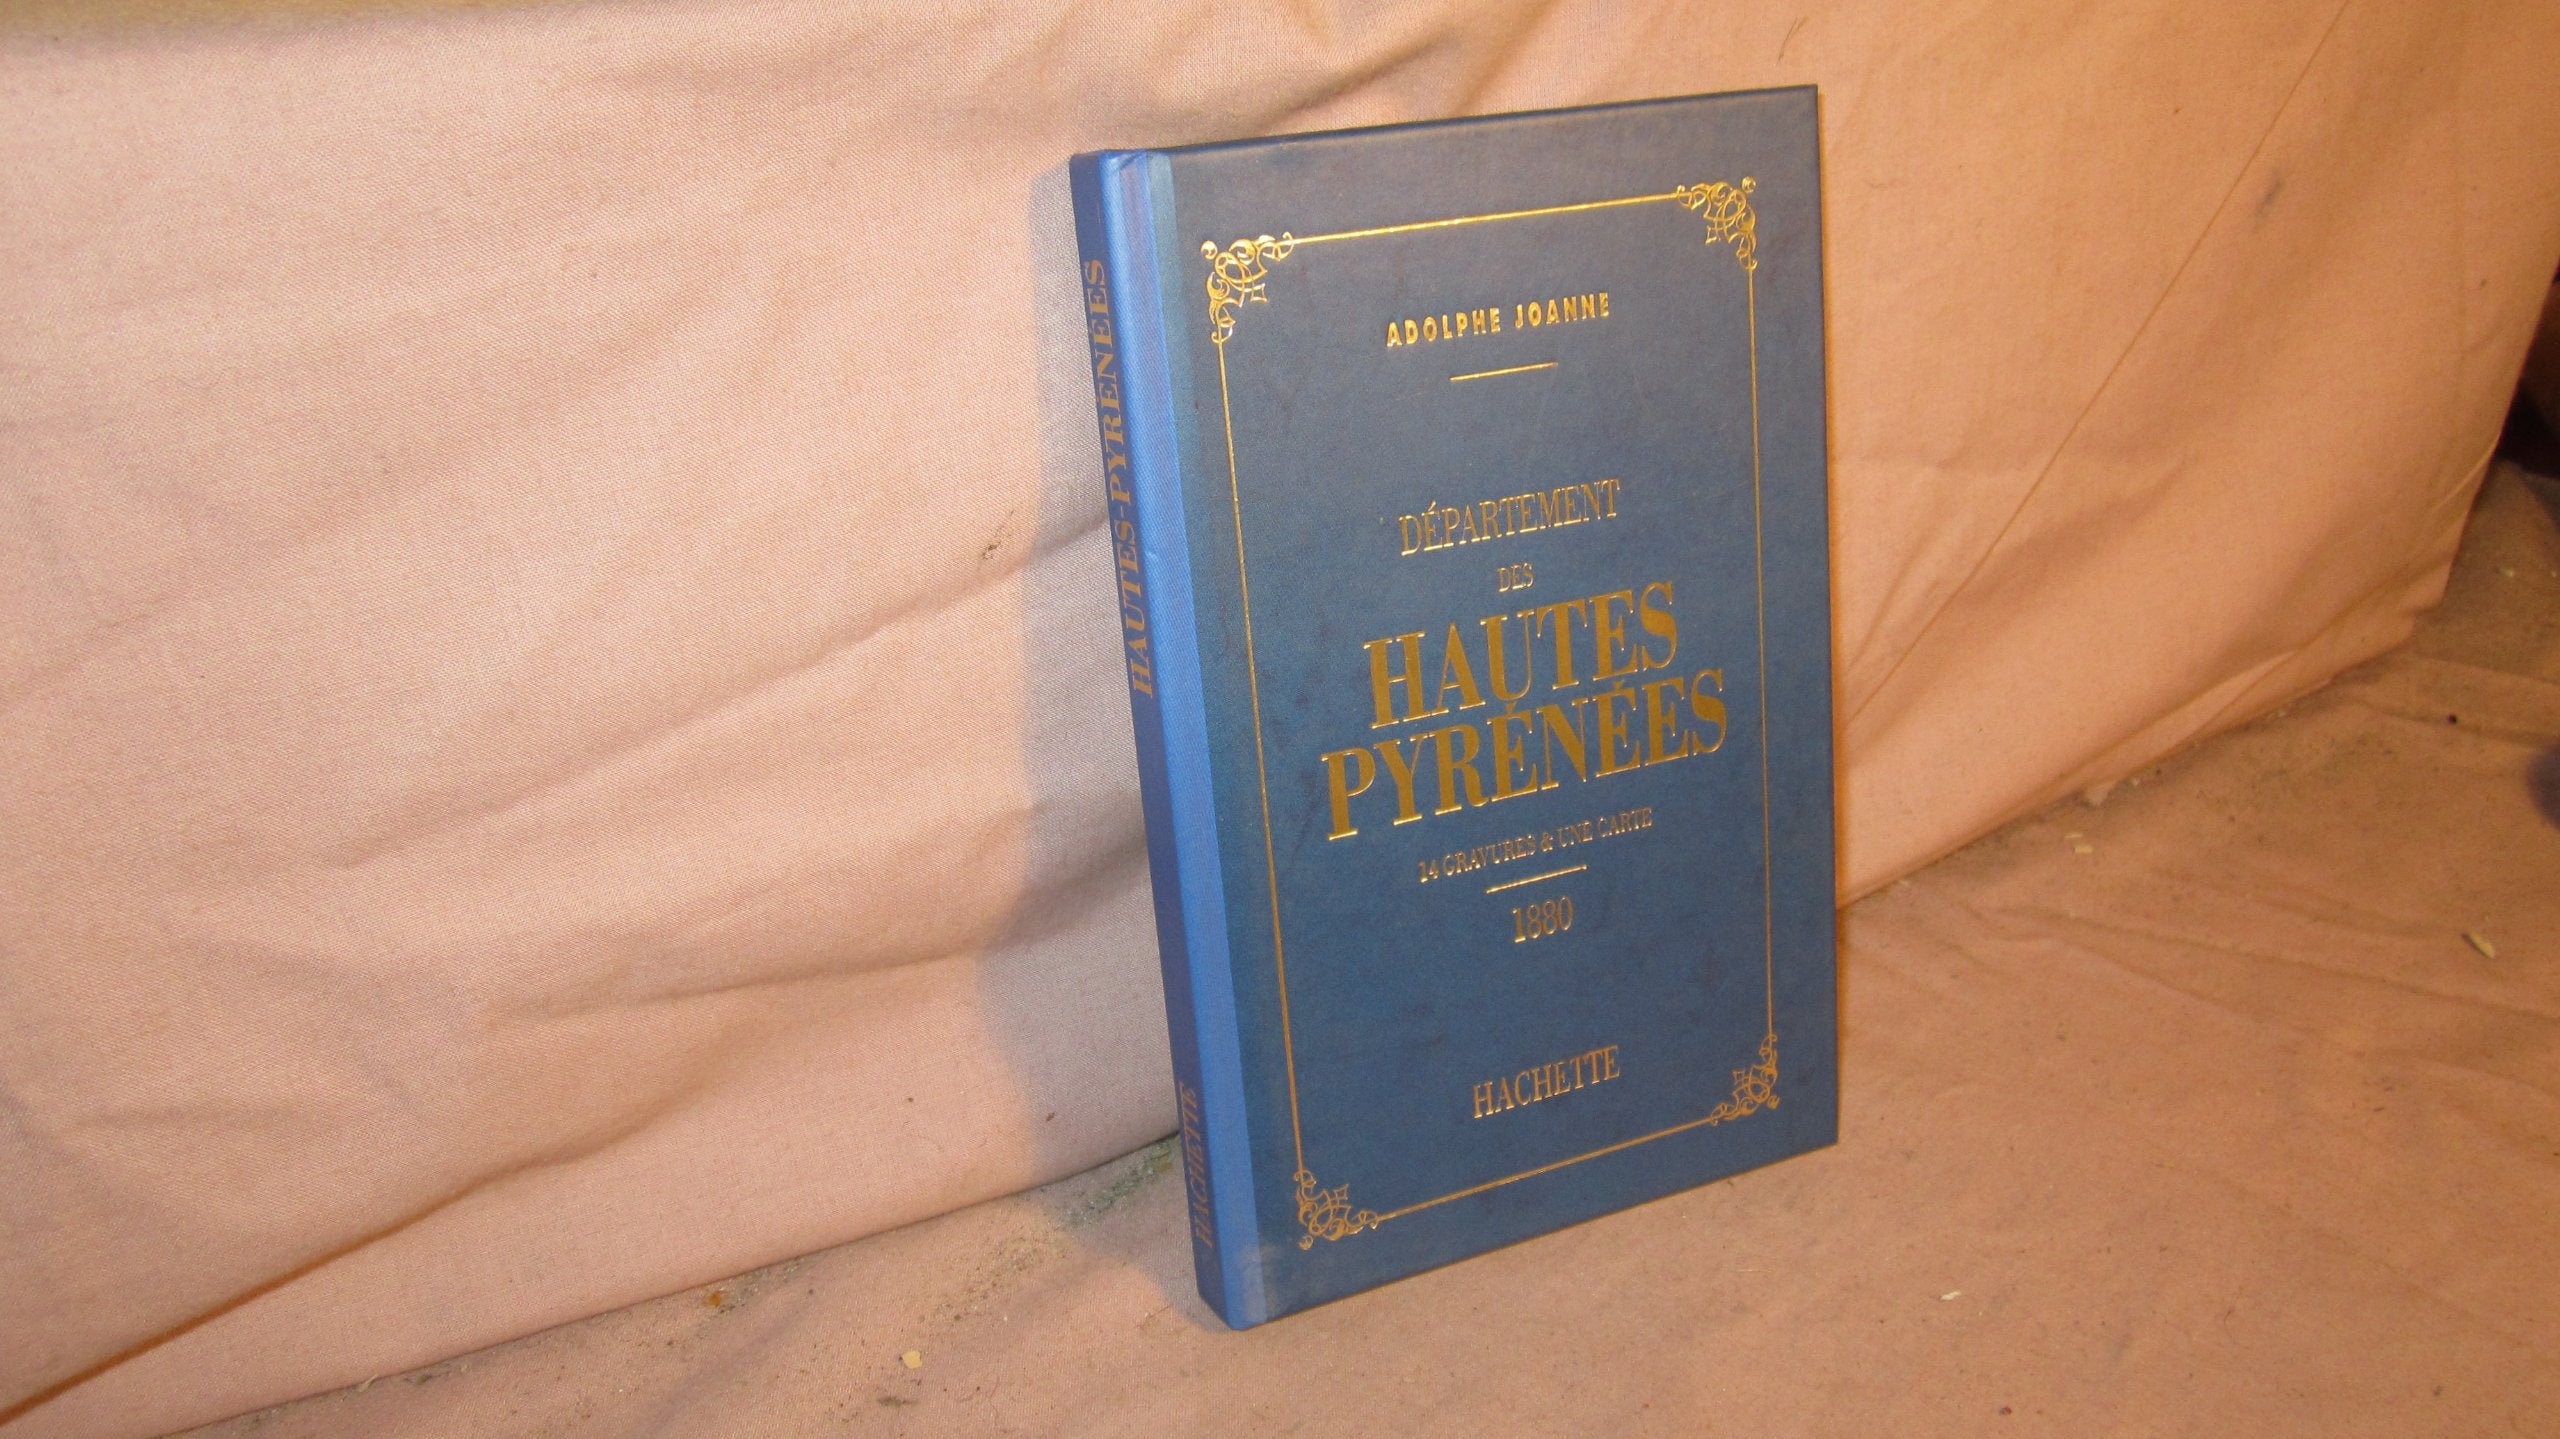 HAUTES-PYRÉNÉES
HACHETTE
ADOLPHE JOANNE
DÉPARTEMENT
DES
HAUTES
PYRÉNÉES
14 GRAVURES & UNE CARTE
1880
HACHETTE